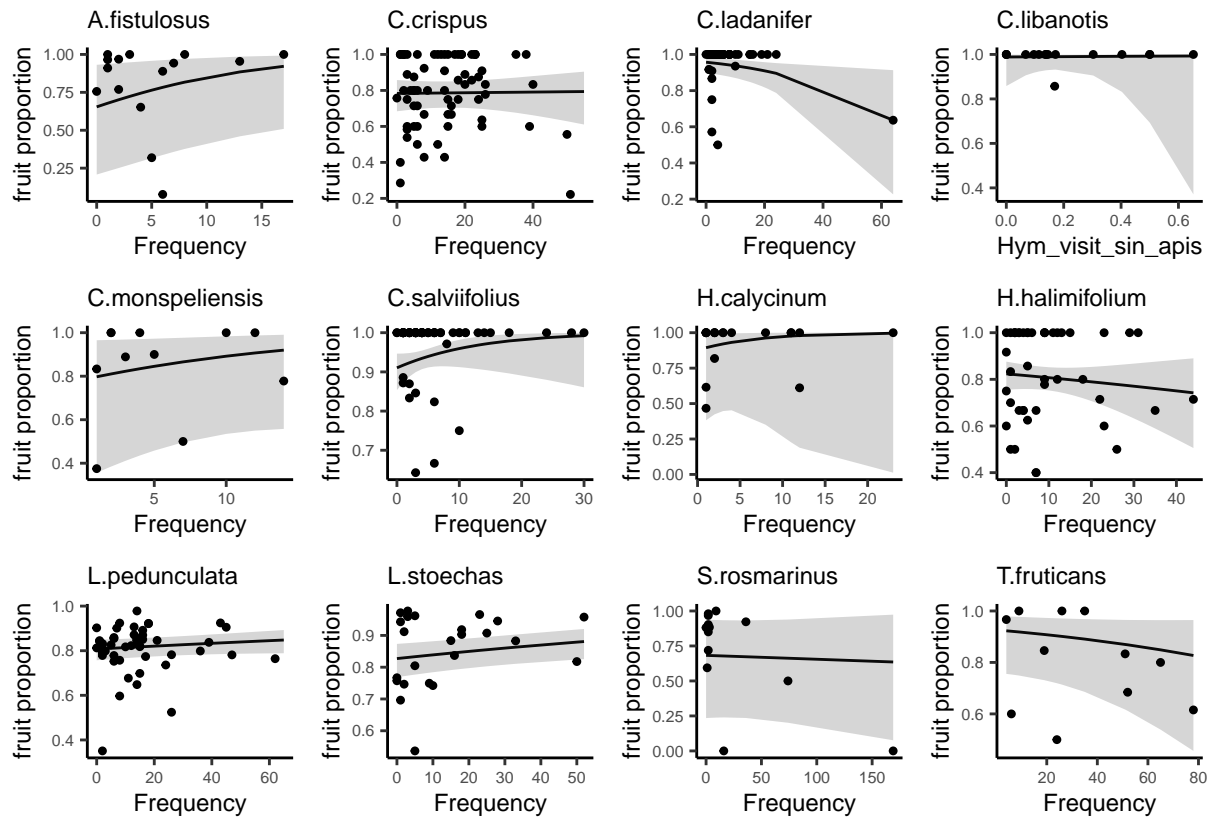 A.fistulosus
fruit proportion
1.00
0.75
0.50
0.25
0 5 10 15
Frequency
C.crispus
fruit proportion
1.0
0.8
0.6
0.4
0.2
0 20 40
Frequency
C.ladanifer
fruit proportion
1.0
0.8
0.6
0.4
0.2
0 20 40 60
Frequency
C.libanotis
fruit proportion
1.0
0.8
0.6
0.4
0.0 0.2 0.4 0.6
Hym_visit_sin_apis
C.monspeliensis
fruit proportion
1.0
0.8
0.6
0.4
5 10
Frequency
C.salviifolius
fruit proportion
1.0
0.9
0.8
0.7
0 10 20 30
Frequency
H.calycinum
fruit proportion
1.00
0.75
0.50
0.25
0.00
0 5 10 15 20
Frequency
H.halimifolium
fruit proportion
1.0
0.8
0.6
0.4
0 10 20 30 40
Frequency
L.pedunculata
fruit proportion
1.0
0.8
0.6
0.4
0 20 40 60
Frequency
L.stoechas
fruit proportion
0.9
0.8
0.7
0.6
0 10 20 30 40 50
Frequency
S.rosmarinus
fruit proportion
1.00
0.75
0.50
0.25
0.00
0 50 100 150
Frequency
T.fruticans
fruit proportion
1.0
0.8
0.6
20 40 60 80
Frequency